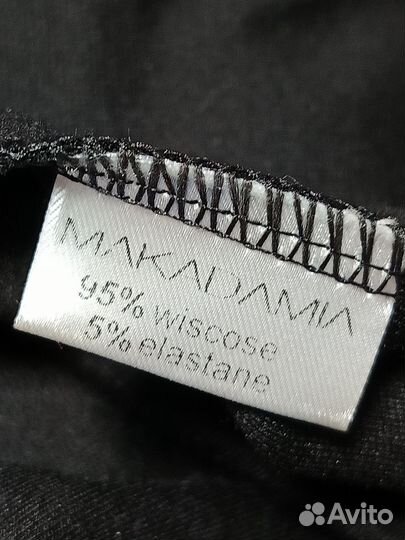 MAKADAMIA
95% wiscose
5% elastane
Avito